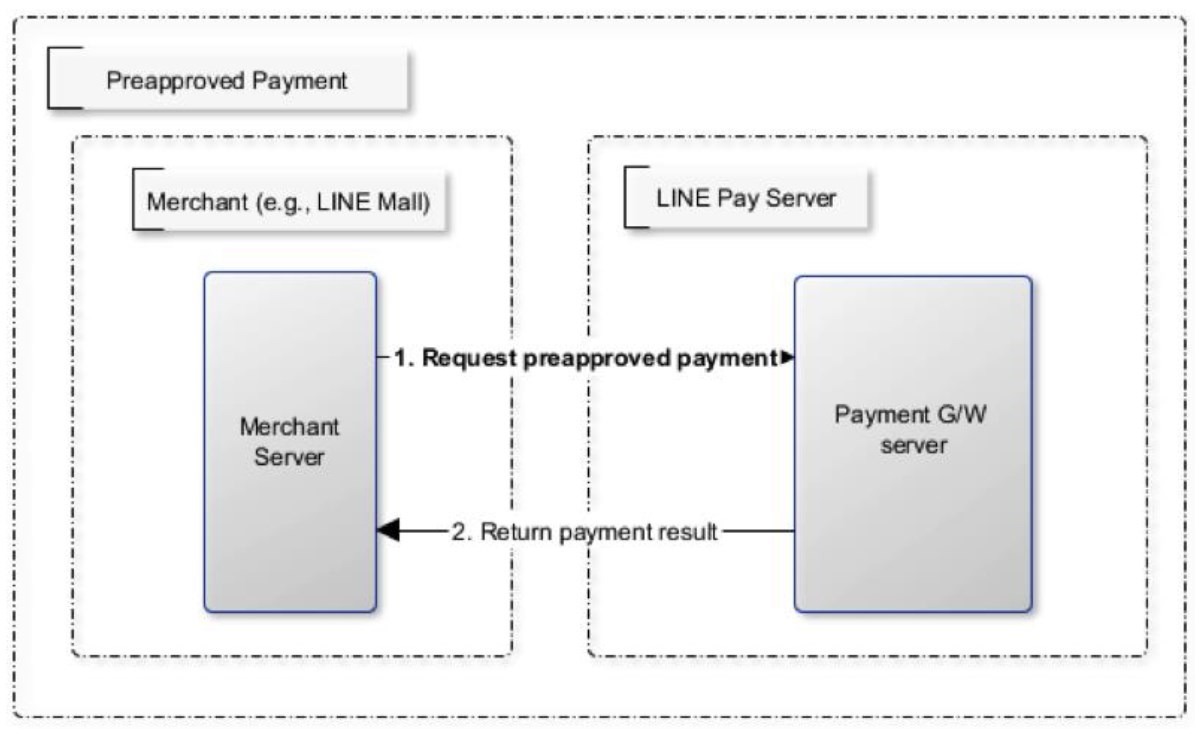 Preapproved Payment
Merchant (e.g., LINE Mall)
LINE Pay Server
1. Request preapproved payment
Merchant
Server
Payment G/W
server
2. Return payment result